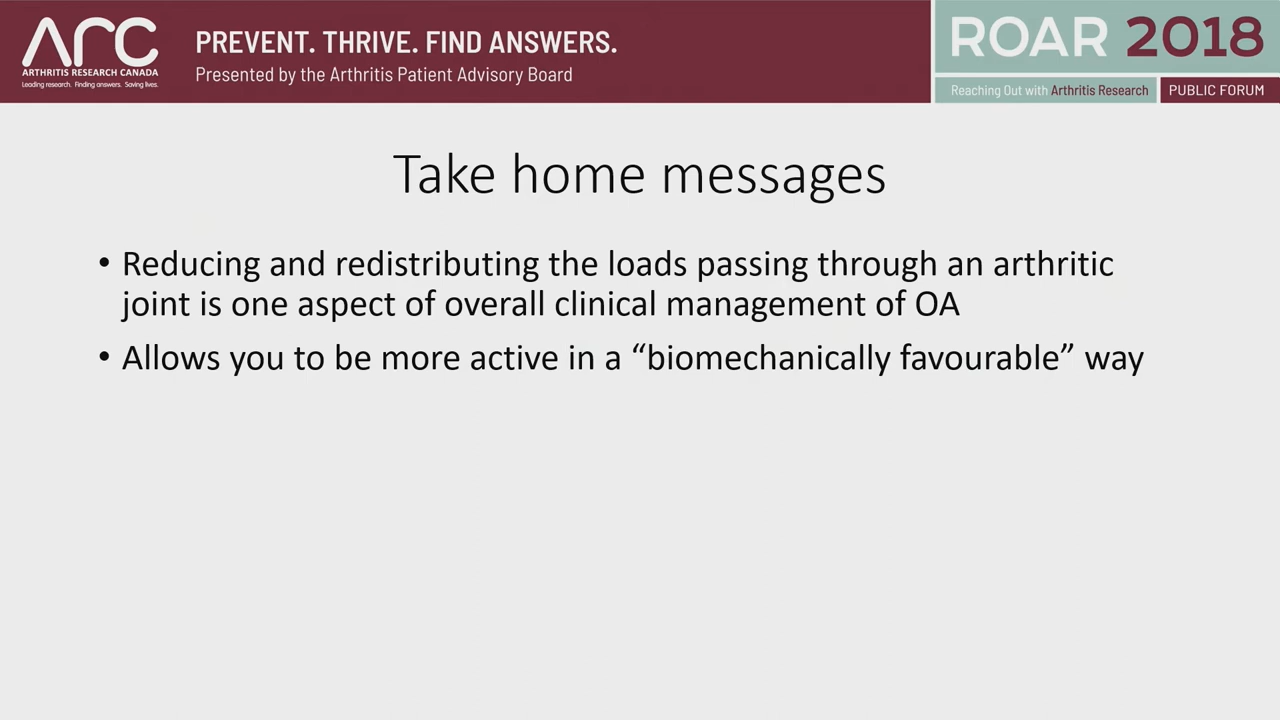 ARC
ARTHRITIS RESEARCH CANADA
Leading research. Finding answers. Saving lives.
PREVENT. THRIVE. FIND ANSWERS.
Presented by the Arthritis Patient Advisory Board
ROAR 2018
Reaching Out with Arthritis Research
PUBLIC FORUM
Take home messages
• Reducing and redistributing the loads passing through an arthritic
joint is one aspect of overall clinical management of OA
• Allows you to be more active in a “biomechanically favourable” way